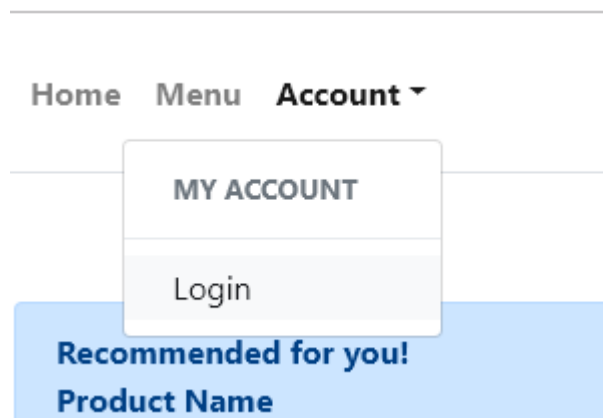 Home Menu Account
MY ACCOUNT
Login
Recommended for you!
Product Name